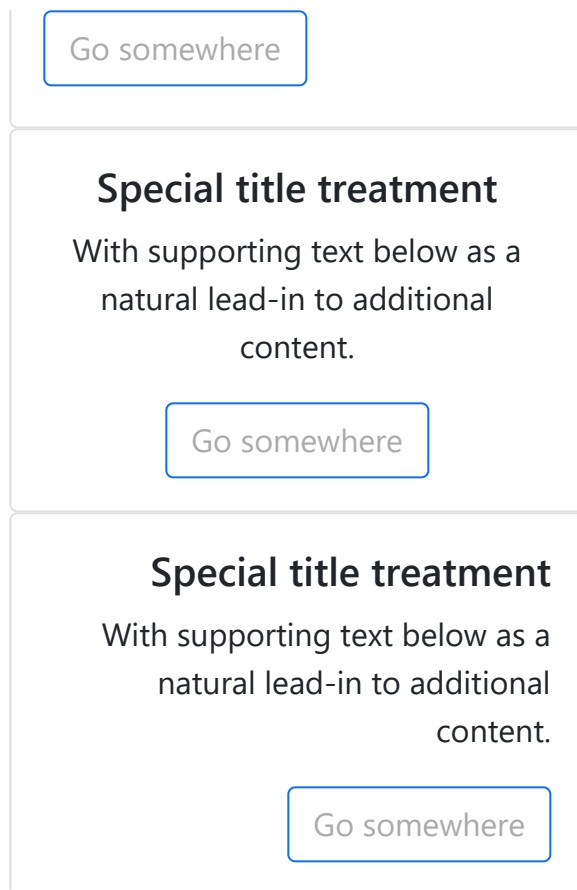 Go somewhere
Special title treatment
With supporting text below as a
natural lead-in to additional
content.
Go somewhere
Special title treatment
With supporting text below as a
natural lead-in to additional
content.
Go somewhere